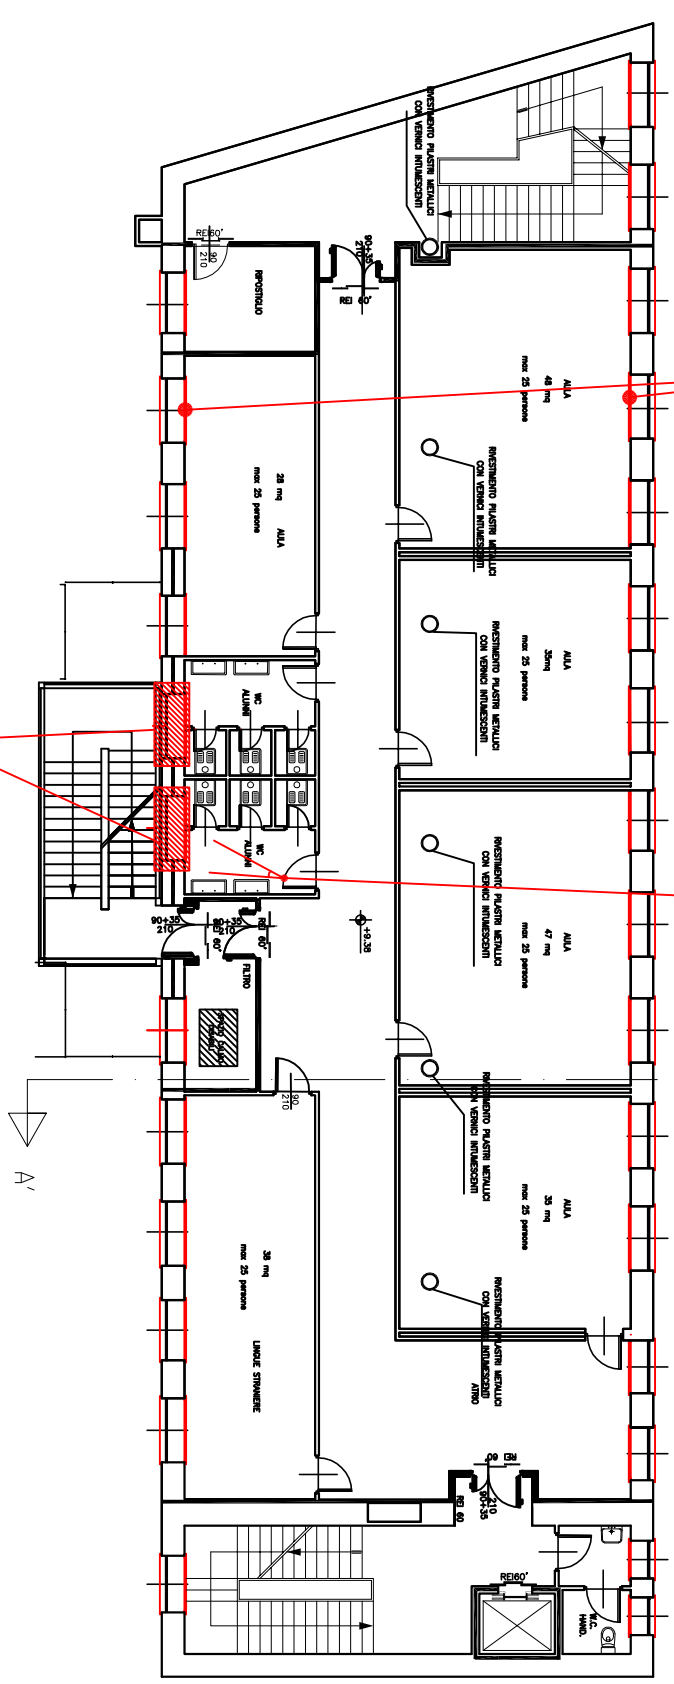 RIVESTIMENTO PILASTRI METALLICI
CON VERNICI INTUMESCENTI
REI60'
90
210
90+35
210
REI 60'
RIPOSTIGLIO
AULA
48 mq
max 25 persone
RIVESTIMENTO PILASTRI METALLICI
CON VERNICI INTUMESCENTI
28 mq
AULA
max 25 persone
AULA
35mq
max 25 persone
RIVESTIMENTO PILASTRI METALLICI
CON VERNICI INTUMESCENTI
WC
ALUNNI
WC
ALUNNI
RIVESTIMENTO PILASTRI METALLICI
CON VERNICI INTUMESCENTI
AULA
47 mq
max 25 persone
90+35
210
REI 60'
90+35
210
REI 60'
+9.38
FILTRO
SPAZIO CALMO
A'
90
210
RIVESTIMENTO PILASTRI METALLICI
CON VERNICI INTUMESCENTI
AULA
35 mq
max 25 persone
38 mq
max 25 persone
LINGUE STRANIERE
RIVESTIMENTO PILASTRI METALLICI
CON VERNICI INTUMESCENTI
ATRIO
REI 60
210
90+35
REI 60
REI60'
W.C.
HAND.